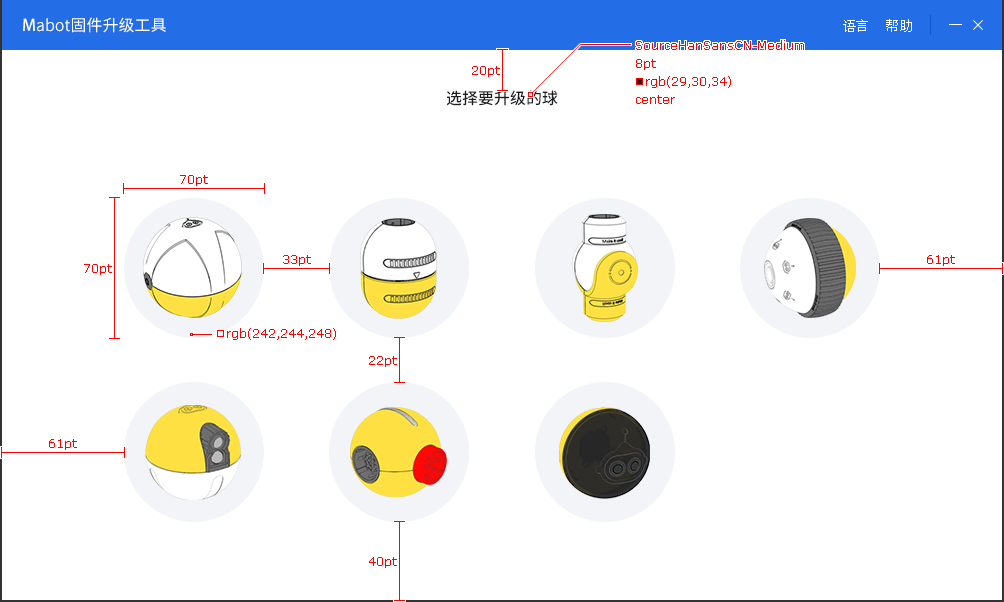 Mabot固件升级工具
语言 帮助
SourceHanSansCN-Medium
20pt
8pt
rgb(29,30,34)
选择要升级的球
center
70pt
70pt
33pt
61pt
rgb(242,244,248)
22pt
61pt
40pt